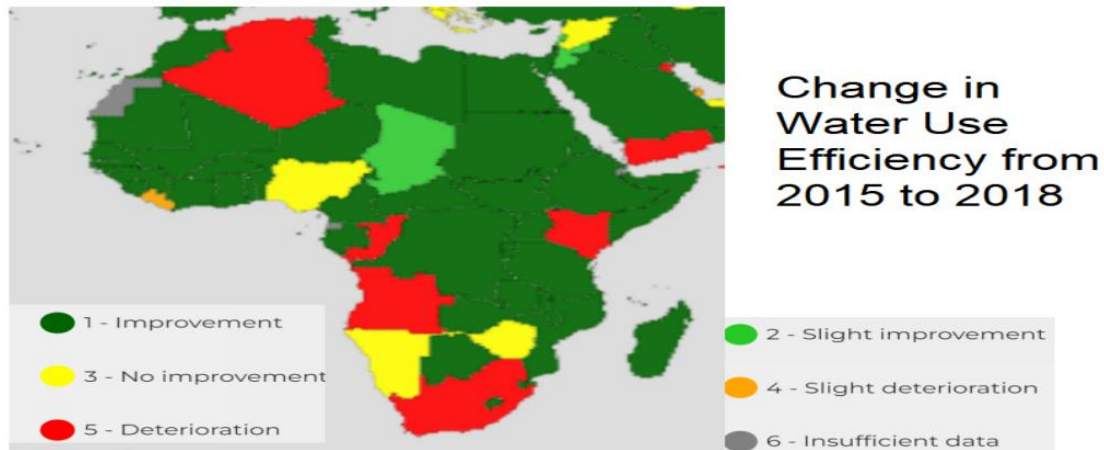 Change in
Water Use
Efficiency from
2015 to 2018
1 - Improvement
3 - No improvement
5 - Deterioration
2 - Slight improvement
4 - Slight deterioration
6 - Insufficient data